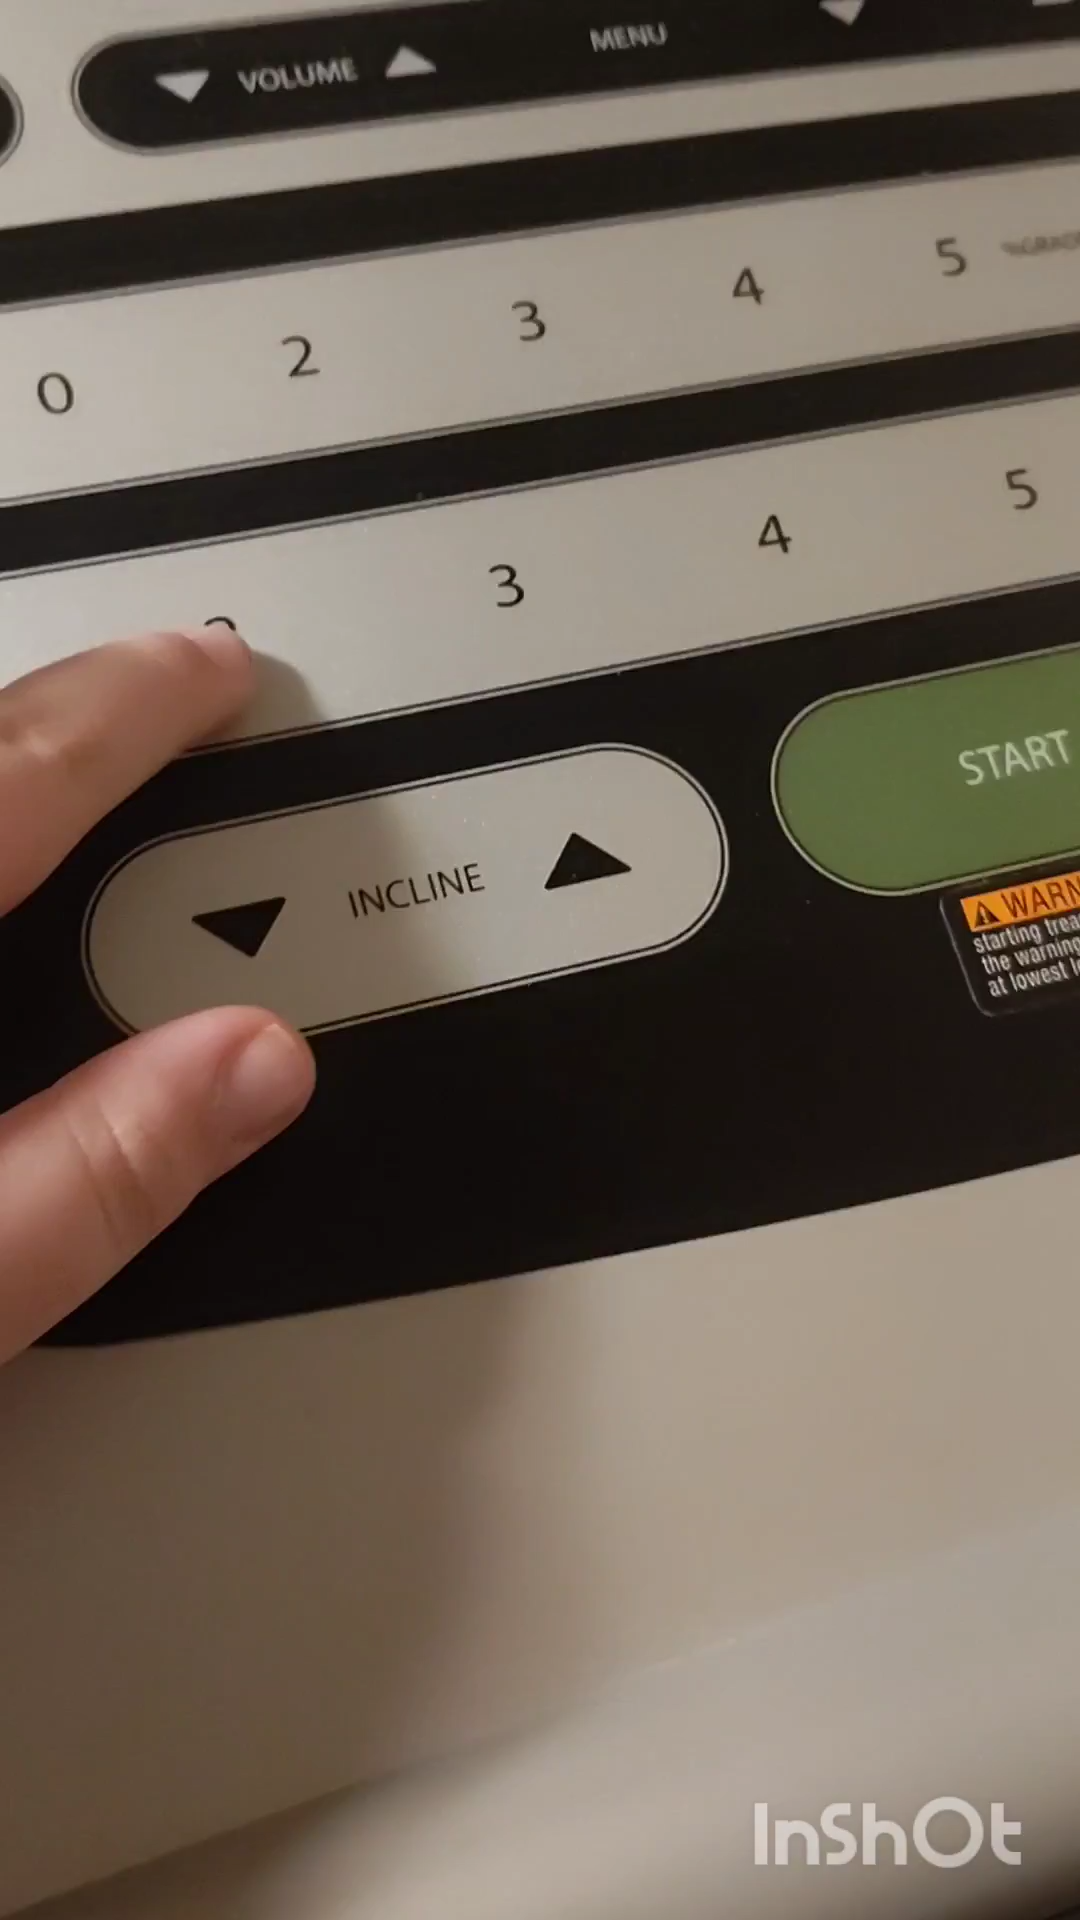 VOLUME MENU
0 2 3 4 5
3 4 5
INCLINE
START
WARN
starting trea
the warning
at lowest l
InShOt